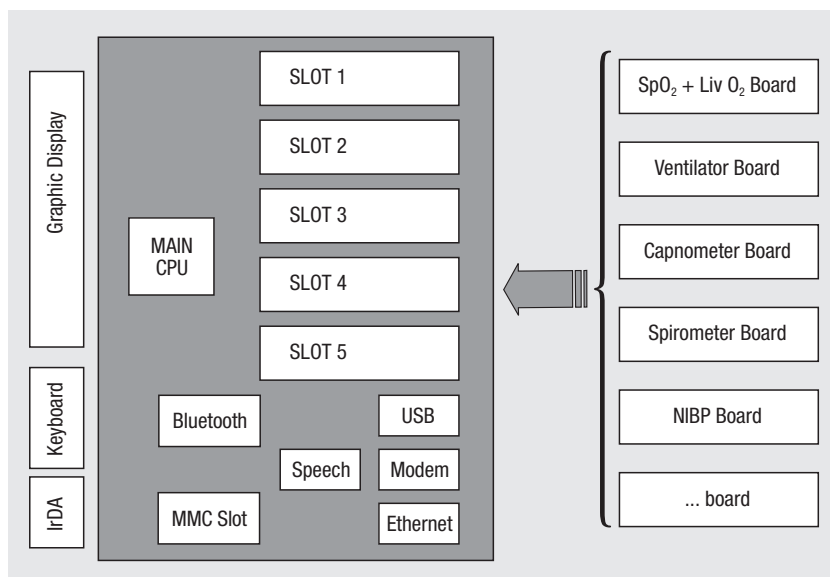 Graphic Display
Keyboard
IrDA
SLOT 1
SLOT 2
SLOT 3
SLOT 4
SLOT 5
MAIN
CPU
Bluetooth
USB
Speech
Modem
MMC Slot
Ethernet
SpO₂ + Liv O₂ Board
Ventilator Board
Capnometer Board
Spirometer Board
NIBP Board
... board